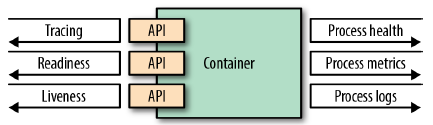 Tracing
API
Process health
Readiness
API
Container
Process metrics
Liveness
API
Process logs